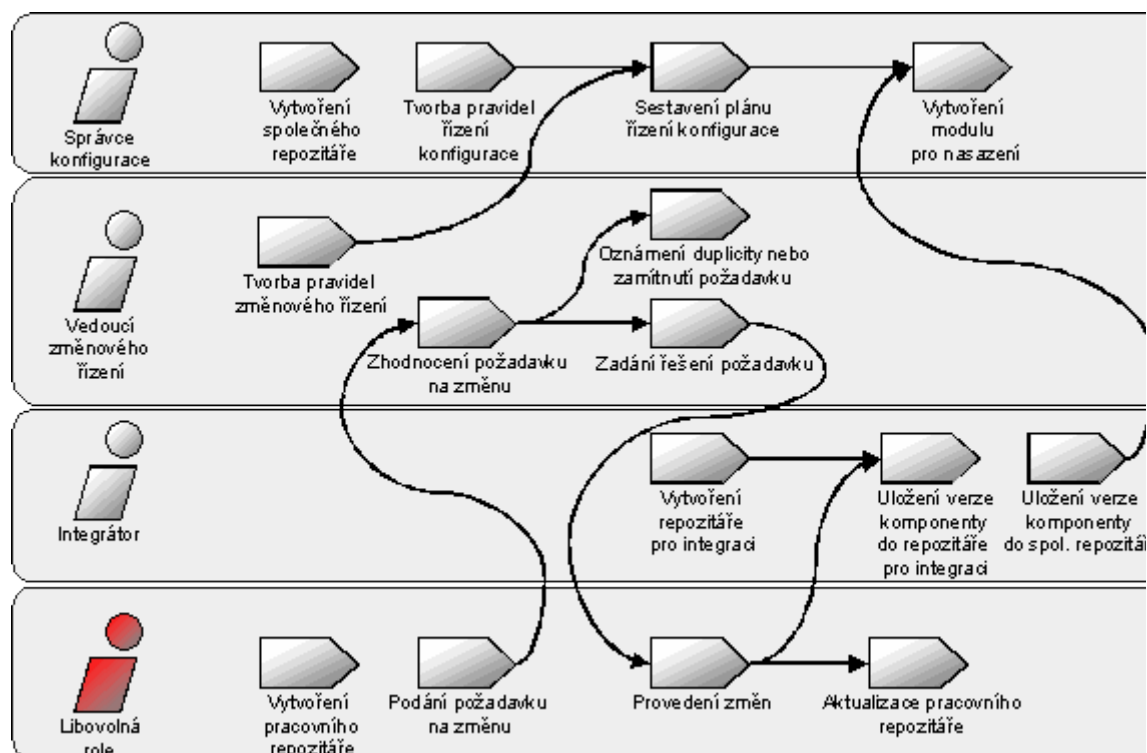 Správce
konfigurace
Vytvoření
společného
repozitáře
Tvorba pravidel
řízení
konfigurace
Sestavení plánu
řízení konfigurace
Vytvoření
modulu
pro nasazení
Vedoucí
změnového
řízení
Tvorba pravidel
změnového řízení
Oznámení duplicity nebo
zamítnutí požadavku
Zhodnocení požadavku
na změnu
Zadání řešení požadavku
Integrátor
Vytvoření
repozitáře
pro integraci
Uložení verze
komponenty
do repozitáře
pro integraci
Uložení verze
komponenty
do spol. repozitář
Libovolná
role
Vytvoření
pracovního
repozitáře
Podání požadavku
na změnu
Provedení změn
Aktualizace pracovního
repozitáře